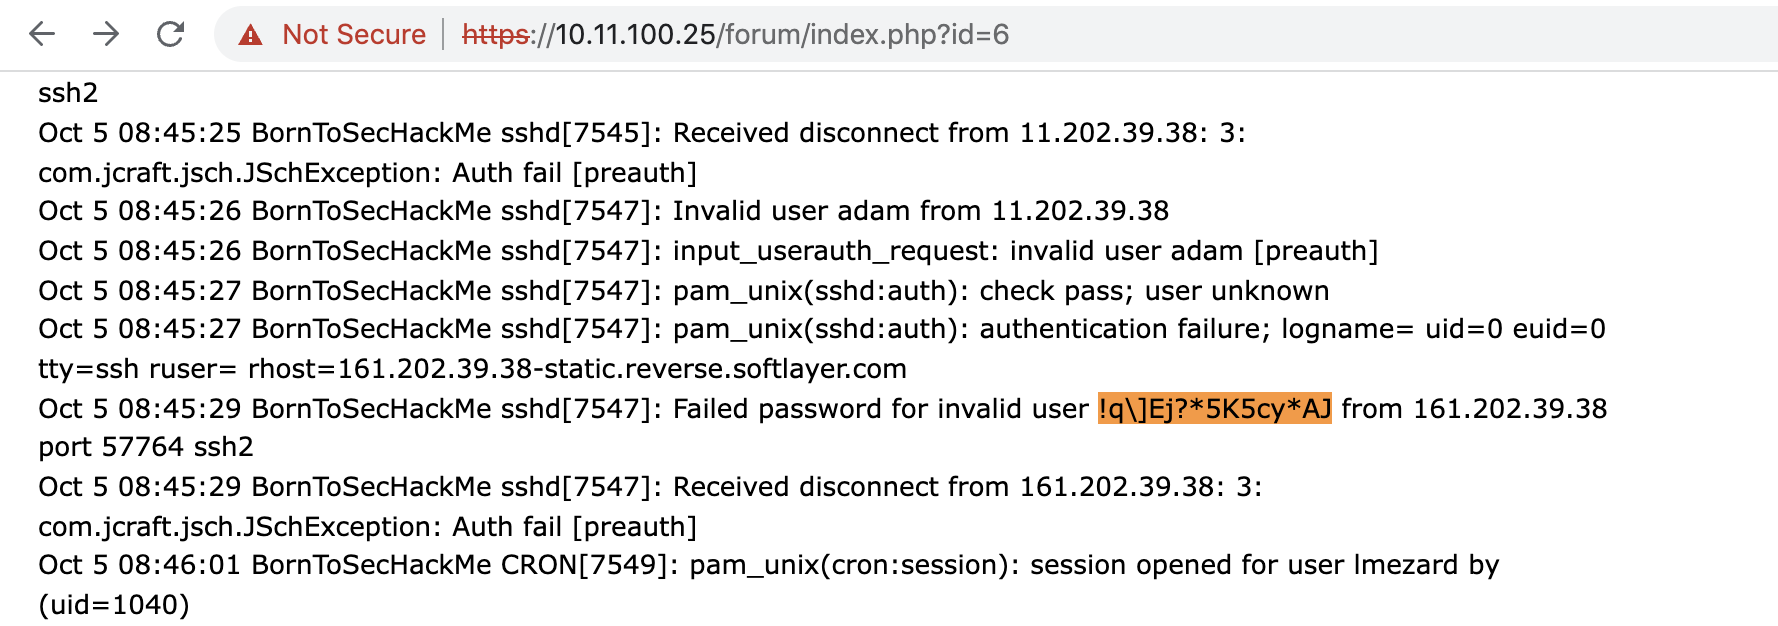 Not Secure https://10.11.100.25/forum/index.php?id=6
ssh2
Oct 5 08:45:25 BornToSecHackMe sshd[7545]: Received disconnect from 11.202.39.38: 3:
com.jcraft.jsch.JSchException: Auth fail [preauth]
Oct 5 08:45:26 BornToSecHackMe sshd[7547]: Invalid user adam from 11.202.39.38
Oct 5 08:45:26 BornToSecHackMe sshd[7547]: input_userauth_request: invalid user adam [preauth]
Oct 5 08:45:27 BornToSecHackMe sshd[7547]: pam_unix(sshd:auth): check pass; user unknown
Oct 5 08:45:27 BornToSecHackMe sshd[7547]: pam_unix(sshd:auth): authentication failure; logname= uid=0 euid=0
tty=ssh ruser= rhost=161.202.39.38-static.reverse.softlayer.com
Oct 5 08:45:29 BornToSecHackMe sshd[7547]: Failed password for invalid user !q\]Ej?*5K5cy*AJ from 161.202.39.38
port 57764 ssh2
Oct 5 08:45:29 BornToSecHackMe sshd[7547]: Received disconnect from 161.202.39.38: 3:
com.jcraft.jsch.JSchException: Auth fail [preauth]
Oct 5 08:46:01 BornToSecHackMe CRON[7549]: pam_unix(cron:session): session opened for user lmezard by
(uid=1040)